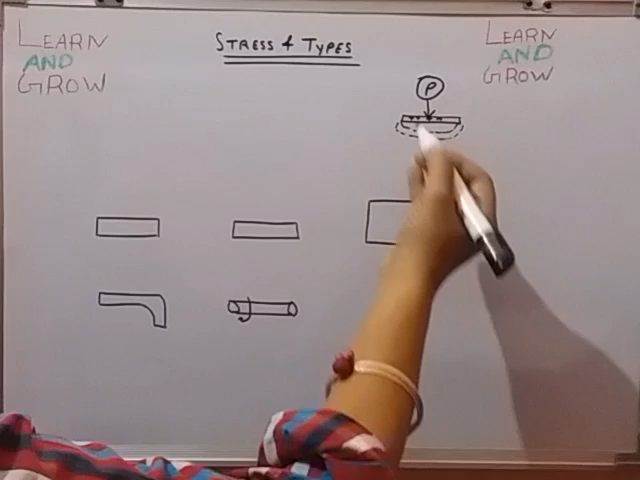 LEARN
AND
GROW
STRESS & TYPES
LEARN
AND
GROW
P